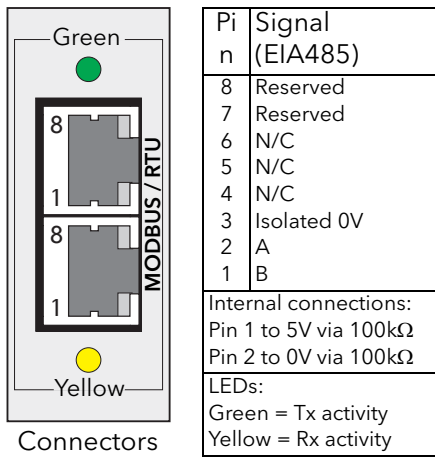 Green
8
1
8
1
MODBUS / RTU
Yellow
Connectors
Pi Signal
n (EIA485)
8 Reserved
7 Reserved
6 N/C
5 N/C
4 N/C
3 Isolated 0V
2 A
1 B
Internal connections:
Pin 1 to 5V via 100kΩ
Pin 2 to 0V via 100kΩ
LEDs:
Green = Tx activity
Yellow = Rx activity